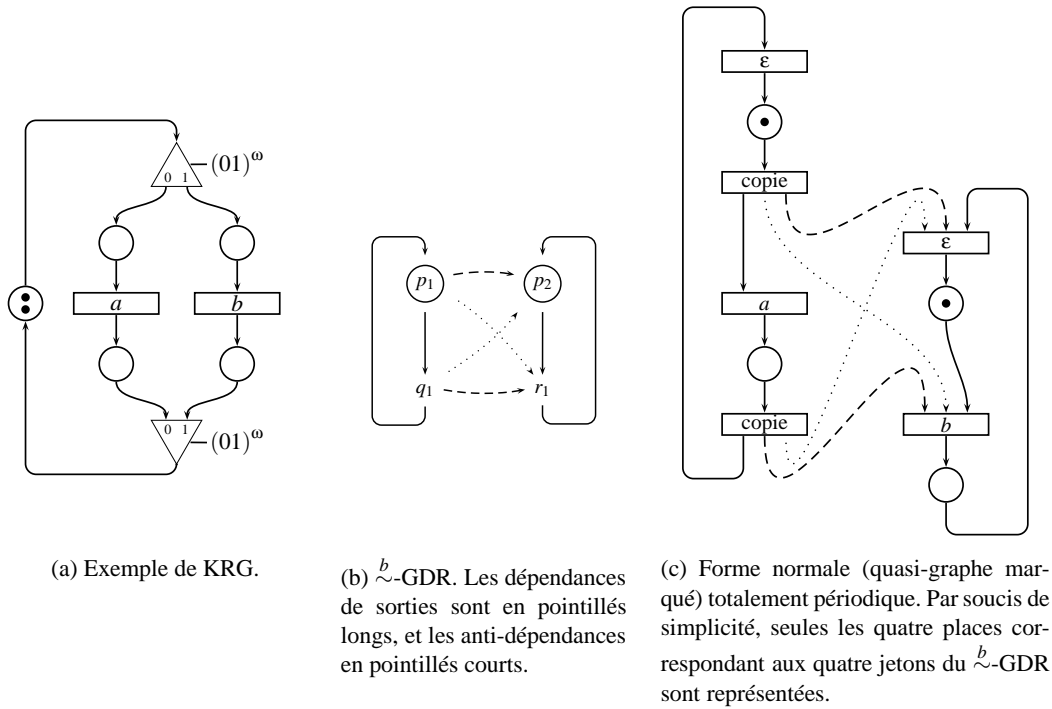 0 1
(01)^ω
a
b
0 1
(01)^ω
p₁
p₂
q₁
r₁
ε
copie
ε
a
copie
b
(a) Exemple de KRG.
(b) ᵇ∼-GDR. Les dépendances
de sorties sont en pointillés
longs, et les anti-dépendances
en pointillés courts.
(c) Forme normale (quasi-graphe mar-
qué) totalement périodique. Par soucis de
simplicité, seules les quatre places cor-
respondant aux quatre jetons du ᵇ∼-GDR
sont représentées.